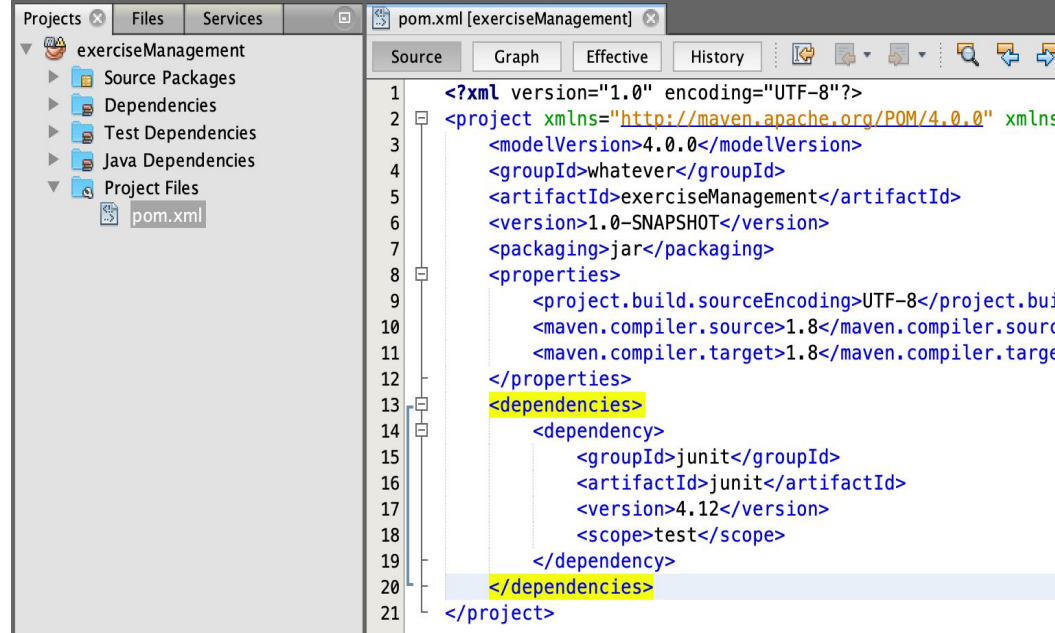 Projects Files Services
exerciseManagement
Source Packages
Dependencies
Test Dependencies
Java Dependencies
Project Files
pom.xml
pom.xml [exerciseManagement]
Source Graph Effective History
1 <?xml version="1.0" encoding="UTF-8"?>
2 <project xmlns="http://maven.apache.org/POM/4.0.0" xmlns
3 <modelVersion>4.0.0</modelVersion>
4 <groupId>whatever</groupId>
5 <artifactId>exerciseManagement</artifactId>
6 <version>1.0-SNAPSHOT</version>
7 <packaging>jar</packaging>
8 <properties>
9 <project.build.sourceEncoding>UTF-8</project.bui
10 <maven.compiler.source>1.8</maven.compiler.sourc
11 <maven.compiler.target>1.8</maven.compiler.targe
12 </properties>
13 <dependencies>
14 <dependency>
15 <groupId>junit</groupId>
16 <artifactId>junit</artifactId>
17 <version>4.12</version>
18 <scope>test</scope>
19 </dependency>
20 </dependencies>
21 </project>